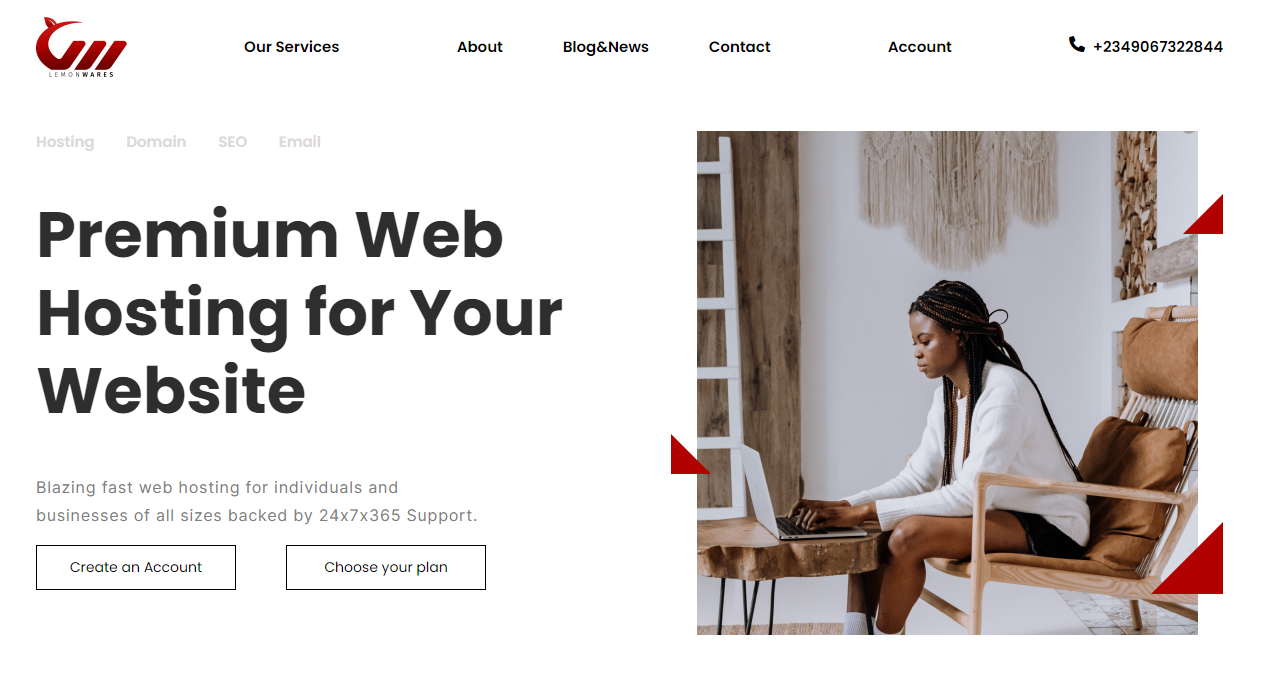 LEMONWARES
Our Services
About
Blog&News
Contact
Account
+2349067322844
Hosting
Domain
SEO
Email
Premium Web
Hosting for Your
Website
Blazing fast web hosting for individuals and
businesses of all sizes backed by 24x7x365 Support.
Create an Account
Choose your plan